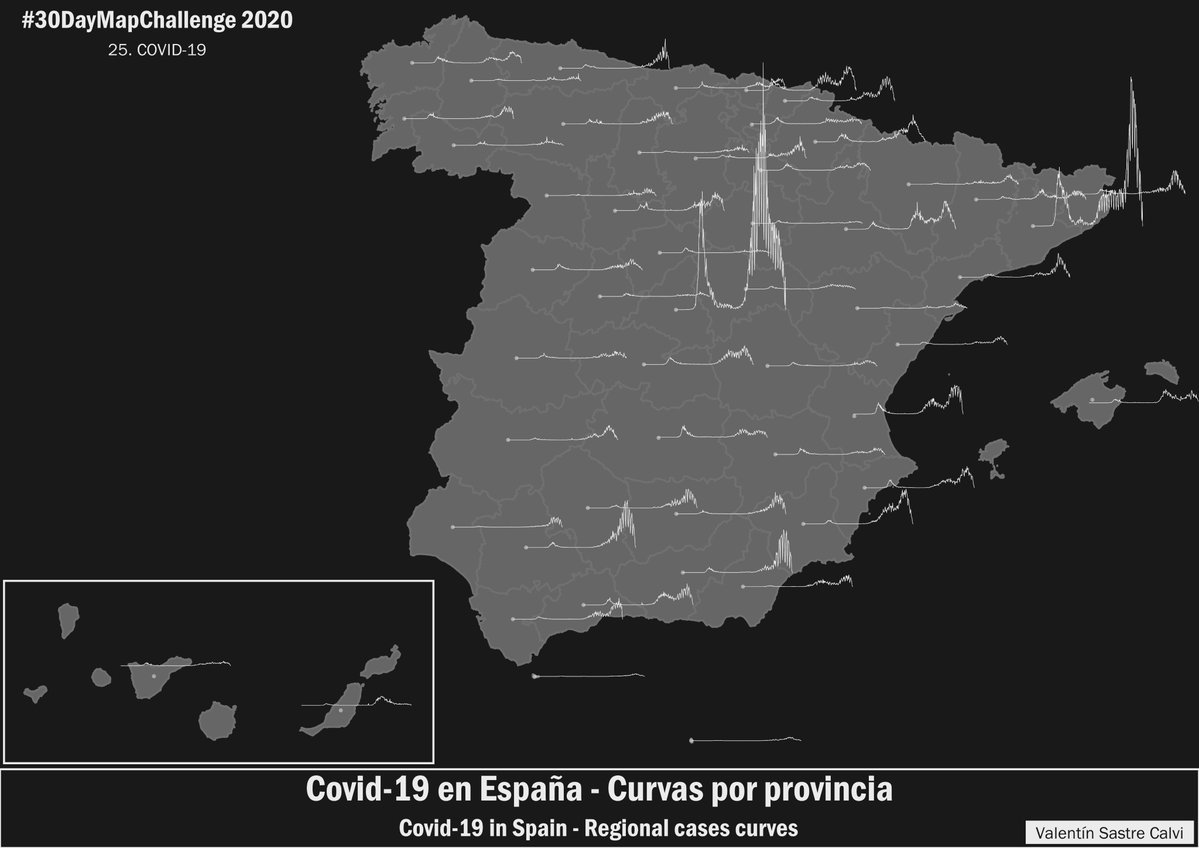 #30DayMapChallenge 2020
25. COVID-19
Covid-19 en España - Curvas por provincia
Covid-19 in Spain - Regional cases curves
Valentín Sastre Calvi